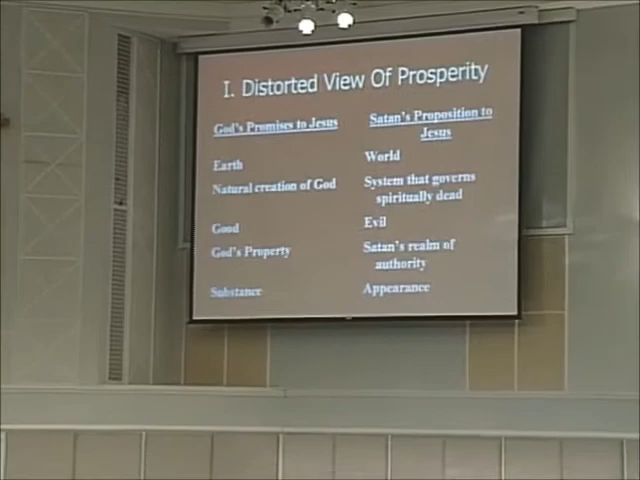 I. Distorted View Of Prosperity
God's Promises to Jesus
Satan's Proposition to
Jesus
Earth
World
Natural creation of God
System that governs
spiritually dead
Good
Evil
God's Property
Satan's realm of
authority
Substance
Appearance